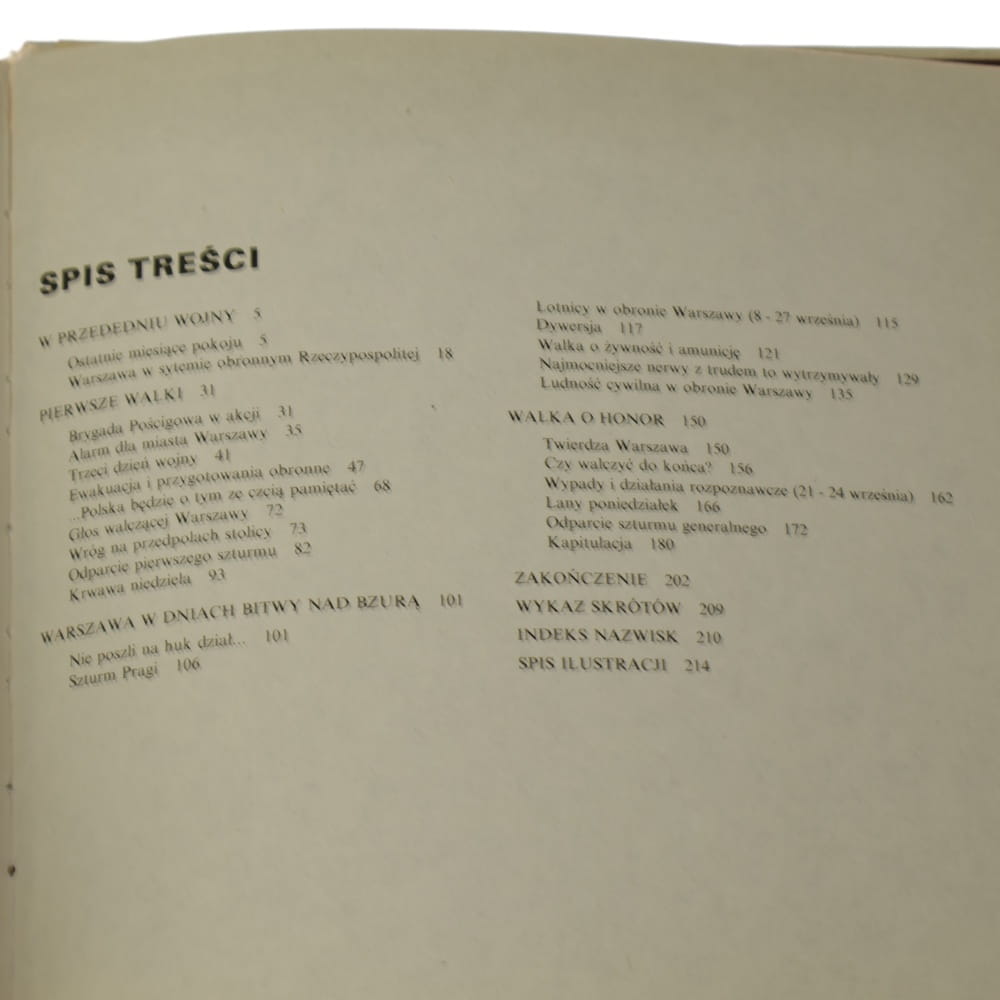 SPIS TREŚCI
W PRZEDEDNIU WOJNY 5
Ostatnie miesiące pokoju 5
Warszawa w sytemie obronnym Rzeczypospolitej 18
PIERWSZE WALKI 31
Brygada Pościgowa w akcji 31
Alarm dla miasta Warszawy 35
Trzeci dzień wojny 41
Ewakuacja i przygotowania obronne 47
...Polska będzie o tym ze czcią pamiętać 68
Głos walczącej Warszawy 72
Wróg na przedpolach stolicy 73
Odparcie pierwszego szturmu 82
Krwawa niedziela 93
WARSZAWA W DNIACH BITWY NAD BZURĄ 101
Nie poszli na huk dział... 101
Szturm Pragi 106
Lotnicy w obronie Warszawy (8 - 27 września) 115
Dywersja 117
Walka o żywność i amunicję 121
Najmocniejsze nerwy z trudem to wytrzymywały 129
Ludność cywilna w obronie Warszawy 135
WALKA O HONOR 150
Twierdza Warszawa 150
Czy walczyć do końca? 156
Wypady i działania rozpoznawcze (21 - 24 września) 162
Lany poniedziałek 166
Odparcie szturmu generalnego 172
Kapitulacja 180
ZAKOŃCZENIE 202
WYKAZ SKRÓTÓW 209
INDEKS NAZWISK 210
SPIS ILUSTRACJI 214